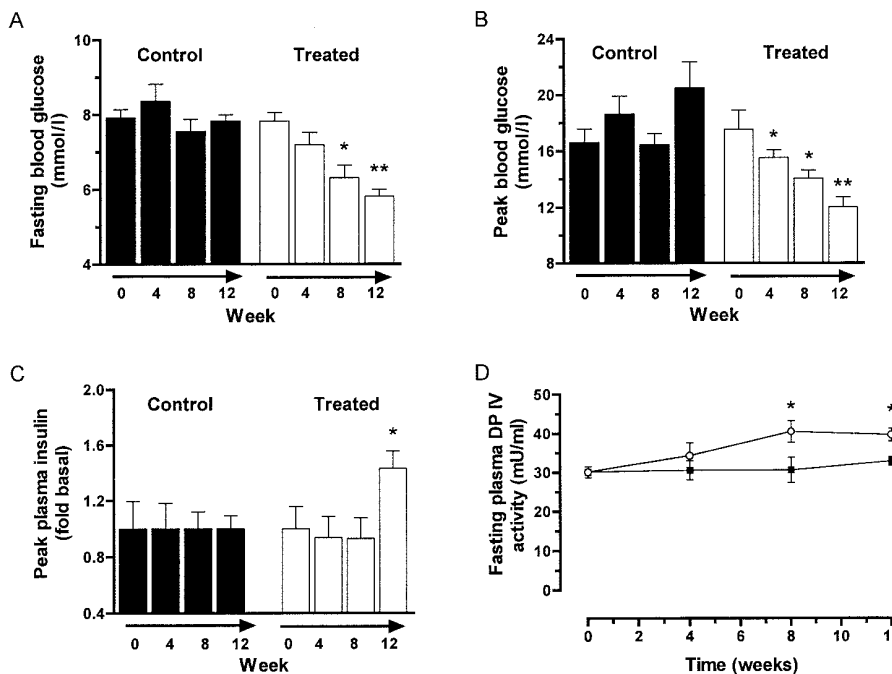 A
Control Treated
Fasting blood glucose
(mmol/l)
10
8
6
4
*
**
0 4 8 12 0 4 8 12
Week
B
Control Treated
Peak blood glucose
(mmol/l)
24
20
16
12
8
*
*
**
0 4 8 12 0 4 8 12
Week
C
Control Treated
Peak plasma insulin
(fold basal)
2.0
1.6
1.2
0.8
0.4
*
0 4 8 12 0 4 8 12
Week
D
Fasting plasma DP IV
activity (mU/ml)
50
40
30
20
10
0
*
*
0 2 4 6 8 10
Time (weeks)